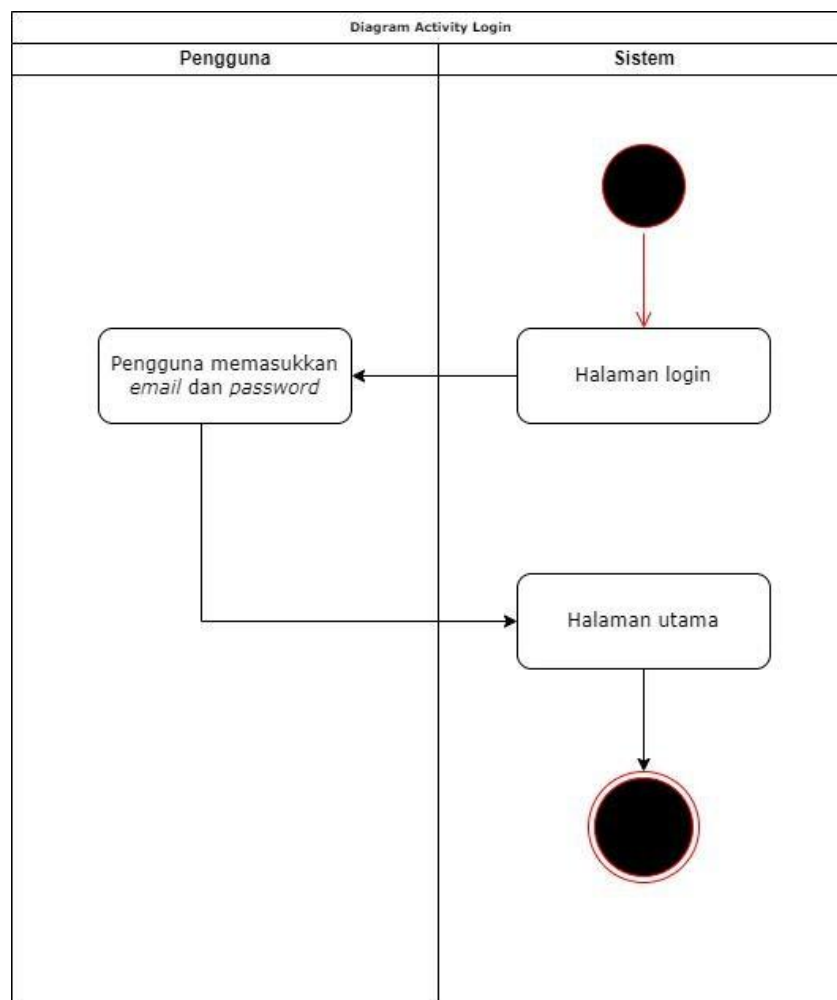 Diagram Activity Login
Pengguna
Sistem
Pengguna memasukkan
email dan password
Halaman login
Halaman utama